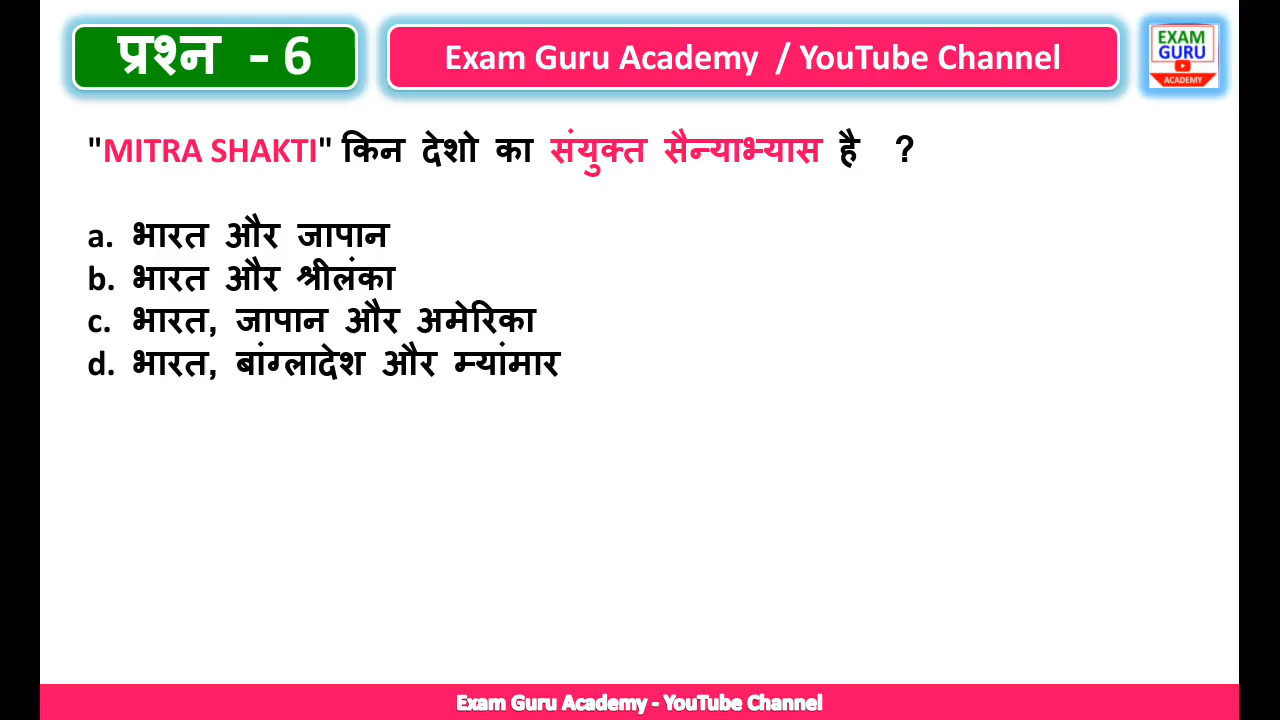 प्रश्न - 6
Exam Guru Academy / YouTube Channel
EXAM
GURU
ACADEMY
"MITRA SHAKTI" किन देशो का संयुक्त सैन्याभ्यास है ?
a. भारत और जापान
b. भारत और श्रीलंका
c. भारत, जापान और अमेरिका
d. भारत, बांग्लादेश और म्यांमार
Exam Guru Academy - YouTube Channel